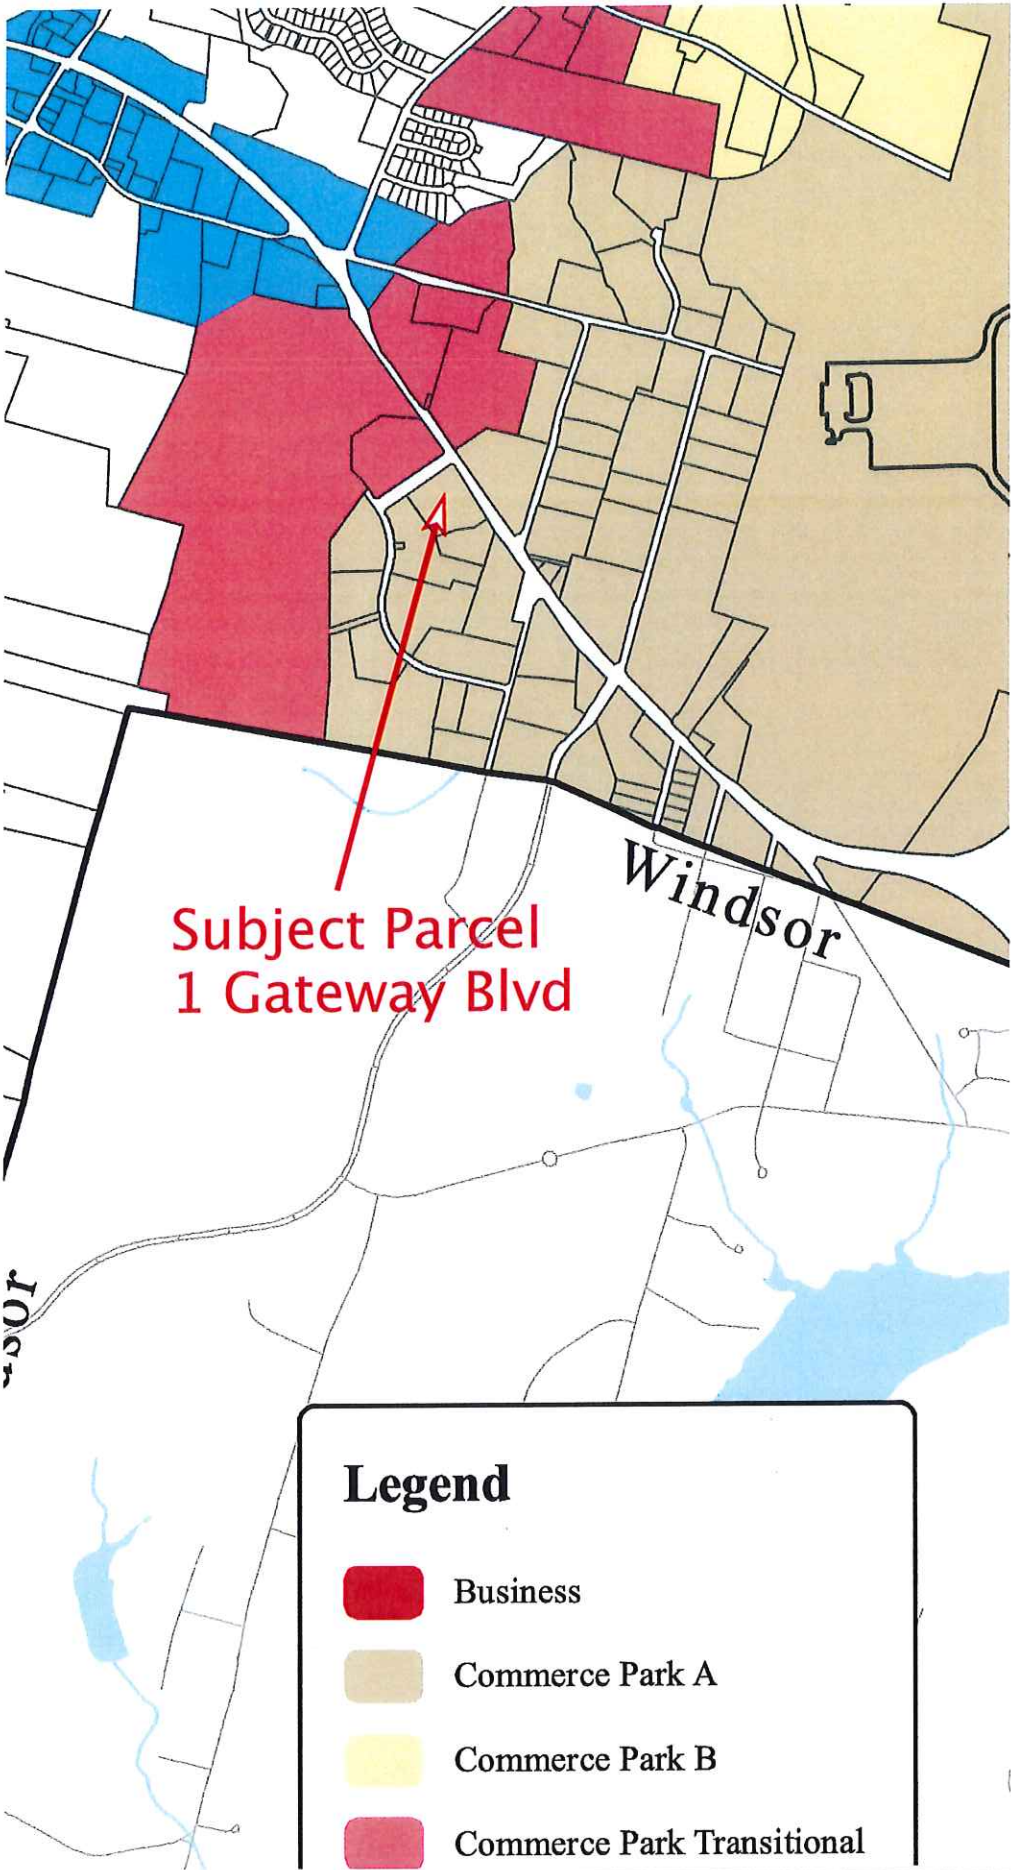 Windsor
Subject Parcel
1 Gateway Blvd
Legend
Business
Commerce Park A
Commerce Park B
Commerce Park Transitional